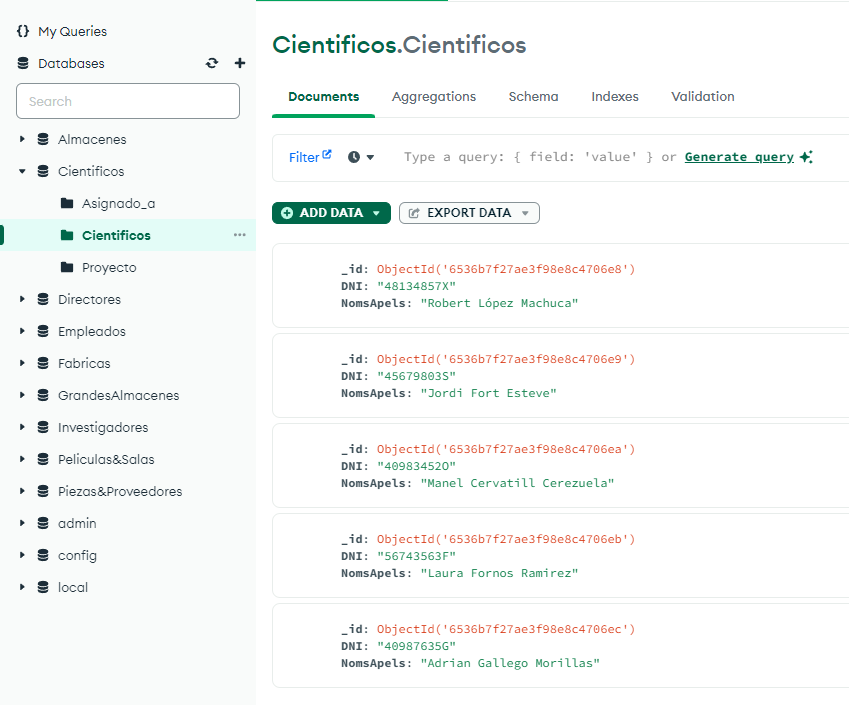 {} My Queries
Databases
Search
Almacenes
Cientificos
Asignado_a
Cientificos
Proyecto
Directores
Empleados
Fabricas
GrandesAlmacenes
Investigadores
Peliculas&Salas
Piezas&Proveedores
admin
config
local
Cientificos.Cientificos
Documents Aggregations Schema Indexes Validation
Filter Type a query: { field: 'value' } or Generate query
ADD DATA EXPORT DATA
_id: ObjectId('6536b7f27ae3f98e8c4706e8')
DNI: "48134857X"
NomsApels: "Robert López Machuca"
_id: ObjectId('6536b7f27ae3f98e8c4706e9')
DNI: "45679803S"
NomsApels: "Jordi Fort Esteve"
_id: ObjectId('6536b7f27ae3f98e8c4706ea')
DNI: "40983452O"
NomsApels: "Manel Cervatill Cerezuela"
_id: ObjectId('6536b7f27ae3f98e8c4706eb')
DNI: "56743563F"
NomsApels: "Laura Fornos Ramirez"
_id: ObjectId('6536b7f27ae3f98e8c4706ec')
DNI: "40987635G"
NomsApels: "Adrian Gallego Morillas"